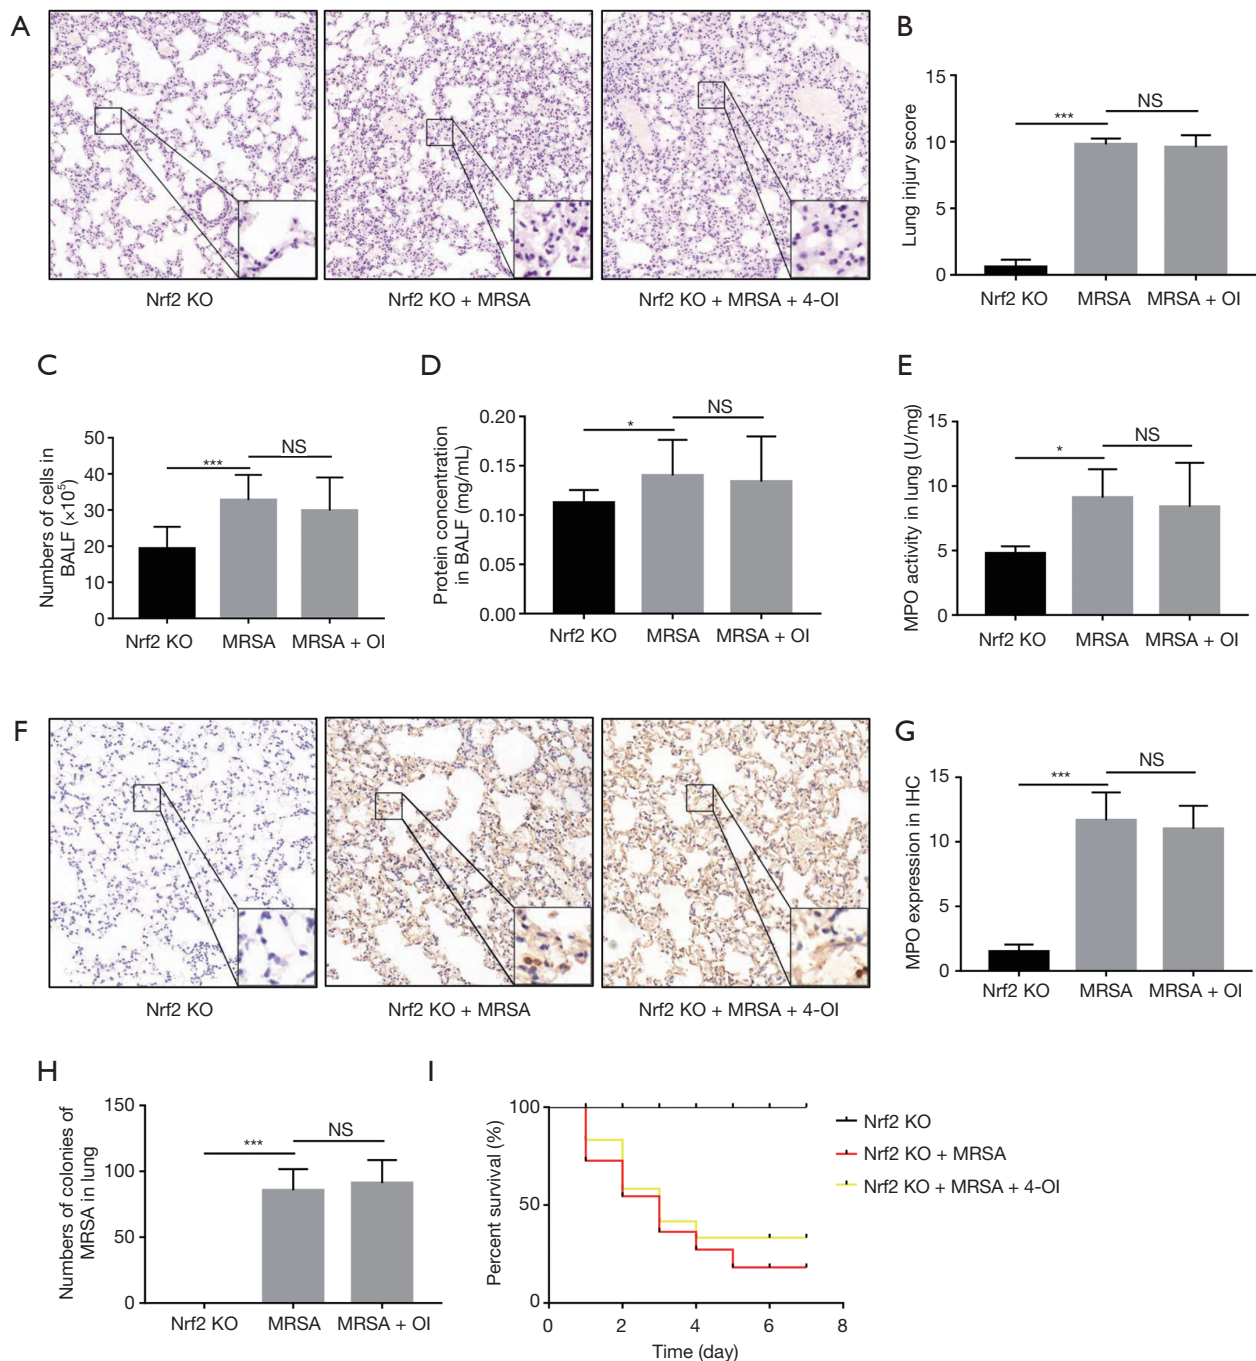 A
Nrf2 KO
Nrf2 KO + MRSA
Nrf2 KO + MRSA + 4-OI
B
Lung injury score
15
10
5
0
***
NS
Nrf2 KO
MRSA
MRSA + OI
C
Numbers of cells in
BALF (×10⁵)
50
40
30
20
10
0
***
NS
Nrf2 KO
MRSA
MRSA + OI
D
Protein concentration
in BALF (mg/mL)
0.20
0.15
0.10
0.05
0.00
*
NS
Nrf2 KO
MRSA
MRSA + OI
E
MPO activity in lung (U/mg)
15
10
5
0
*
NS
Nrf2 KO
MRSA
MRSA + OI
F
Nrf2 KO
Nrf2 KO + MRSA
Nrf2 KO + MRSA + 4-OI
G
MPO expression in IHC
15
10
5
0
***
NS
Nrf2 KO
MRSA
MRSA + OI
H
Numbers of colonies of
MRSA in lung
150
100
50
0
***
NS
Nrf2 KO
MRSA
MRSA + OI
I
Percent survival (%)
100
50
0
0
2
4
6
8
Time (day)
Nrf2 KO
Nrf2 KO + MRSA
Nrf2 KO + MRSA + 4-OI